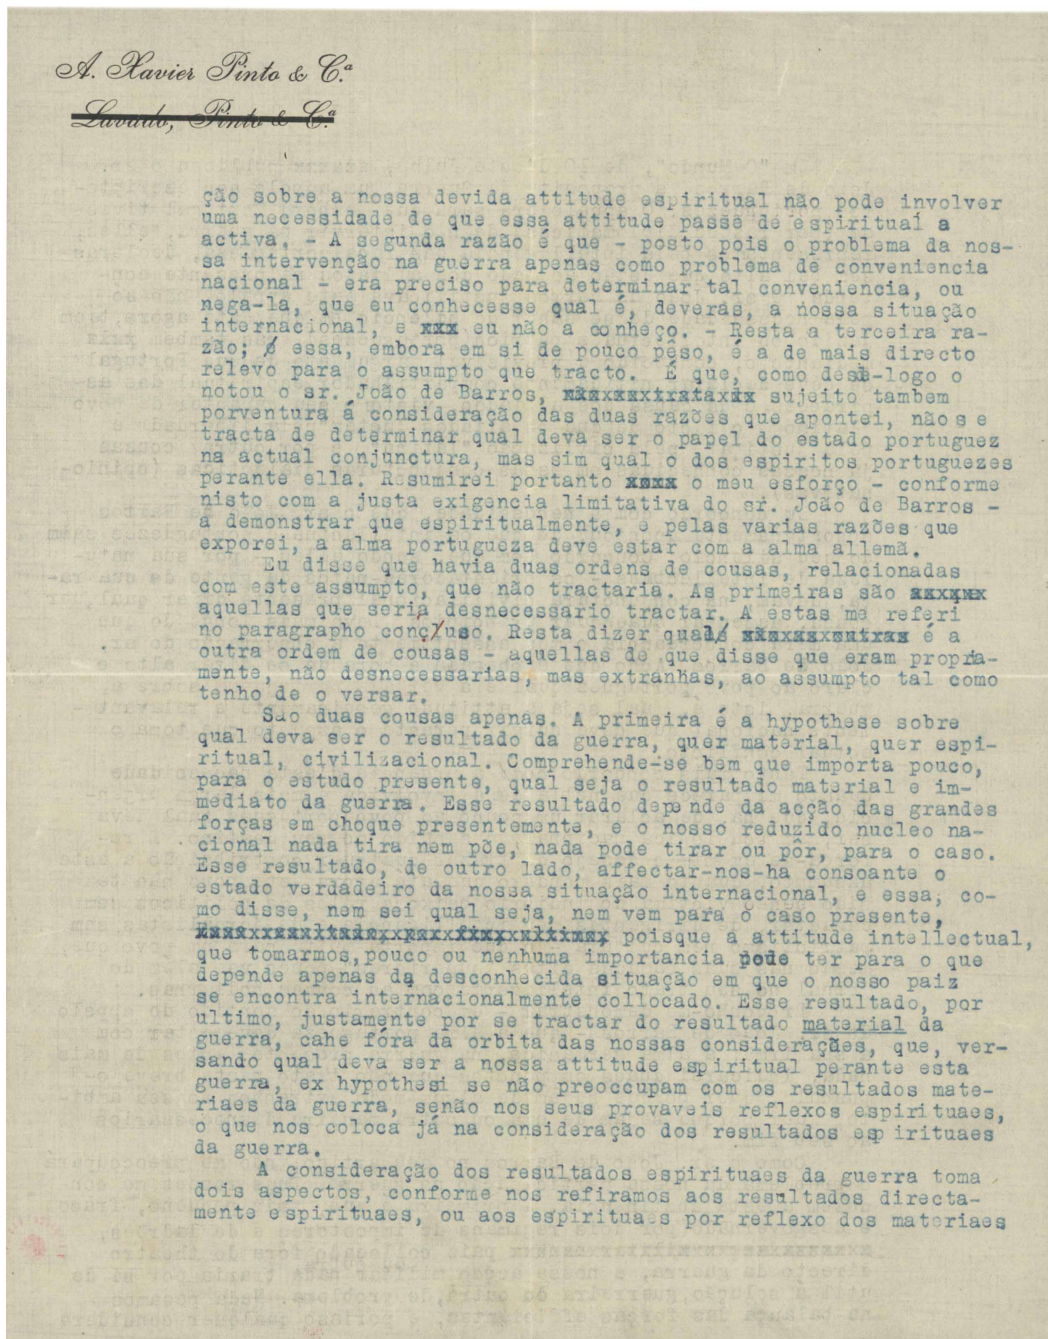 A. Xavier Pinto & C.ª
Lavado, Pinto & C.ª
ção sobre a nossa devida attitude espiritual não pode involver
uma necessidade de que essa attitude passe de espiritual a
activa. - A segunda razão é que - posto pois o problema da nos-
sa intervenção na guerra apenas como problema de conveniencia
nacional - era preciso para determinar tal conveniencia, ou
nega-la, que eu conhecesse qual é, deveras, a nossa situação
internacional, e xxx eu não a conheço. - Resta a terceira ra-
zão; essa, embora em si de pouco pêso, é a de mais directo
relevo para o assumpto que tracto. É que, como desde-logo o
notou o sr. João de Barros, sujeito tambem
porventura á consideração das duas razões que apontei, não se
tracta de determinar qual deva ser o papel do estado portuguez
na actual conjunctura, mas sim qual o dos espiritos portuguezes
perante ella. Resumirei portanto xxxx o meu esforço - conforme
nisto com a justa exigencia limitativa do sr. João de Barros -
a demonstrar que espiritualmente, e pelas varias razões que
exporei, a alma portugueza deve estar com a alma allemã.
Eu disse que havia duas ordens de cousas, relacionadas
com este assumpto, que não tractaria. As primeiras são
aquellas que seria desnecessario tractar. A estas me referi
no paragrapho concluso. Resta dizer qual é a
outra ordem de cousas - aquellas de que disse que eram propria-
mente, não desnecessarias, mas extranhas, ao assumpto tal como
tenho de o versar.
São duas cousas apenas. A primeira é a hypothese sobre
qual deva ser o resultado da guerra, quer material, quer espi-
ritual, civilizacional. Comprehende-se bem que importa pouco,
para o estudo presente, qual seja o resultado material e im-
mediato da guerra. Esse resultado depende da acção das grandes
forças em choque presentemente, e o nosso reduzido nucleo na-
cional nada tira nem põe, nada pode tirar ou pôr, para o caso.
Esse resultado, de outro lado, affectar-nos-ha consoante o
estado verdadeiro da nossa situação internacional, e essa, co-
mo disse, nem sei qual seja, nem vem para o caso presente,
poisque a attitude intellectual,
que tomarmos, pouco ou nenhuma importancia pode ter para o que
depende apenas da desconhecida situação em que o nosso paiz
se encontra internacionalmente collocado. Esse resultado, por
ultimo, justamente por se tractar do resultado material da
guerra, cahe fóra da orbita das nossas considerações, que, ver-
sando qual deva ser a nossa attitude espiritual perante esta
guerra, ex hypothesi se não preoccupam com os resultados mate-
riaes da guerra, senão nos seus provaveis reflexos espirituaes,
o que nos coloca já na consideração dos resultados espirituaes
da guerra.
A consideração dos resultados espirituaes da guerra toma
dois aspectos, conforme nos refiramos aos resultados directa-
mente espirituaes, ou aos espirituaes por reflexo dos materiaes